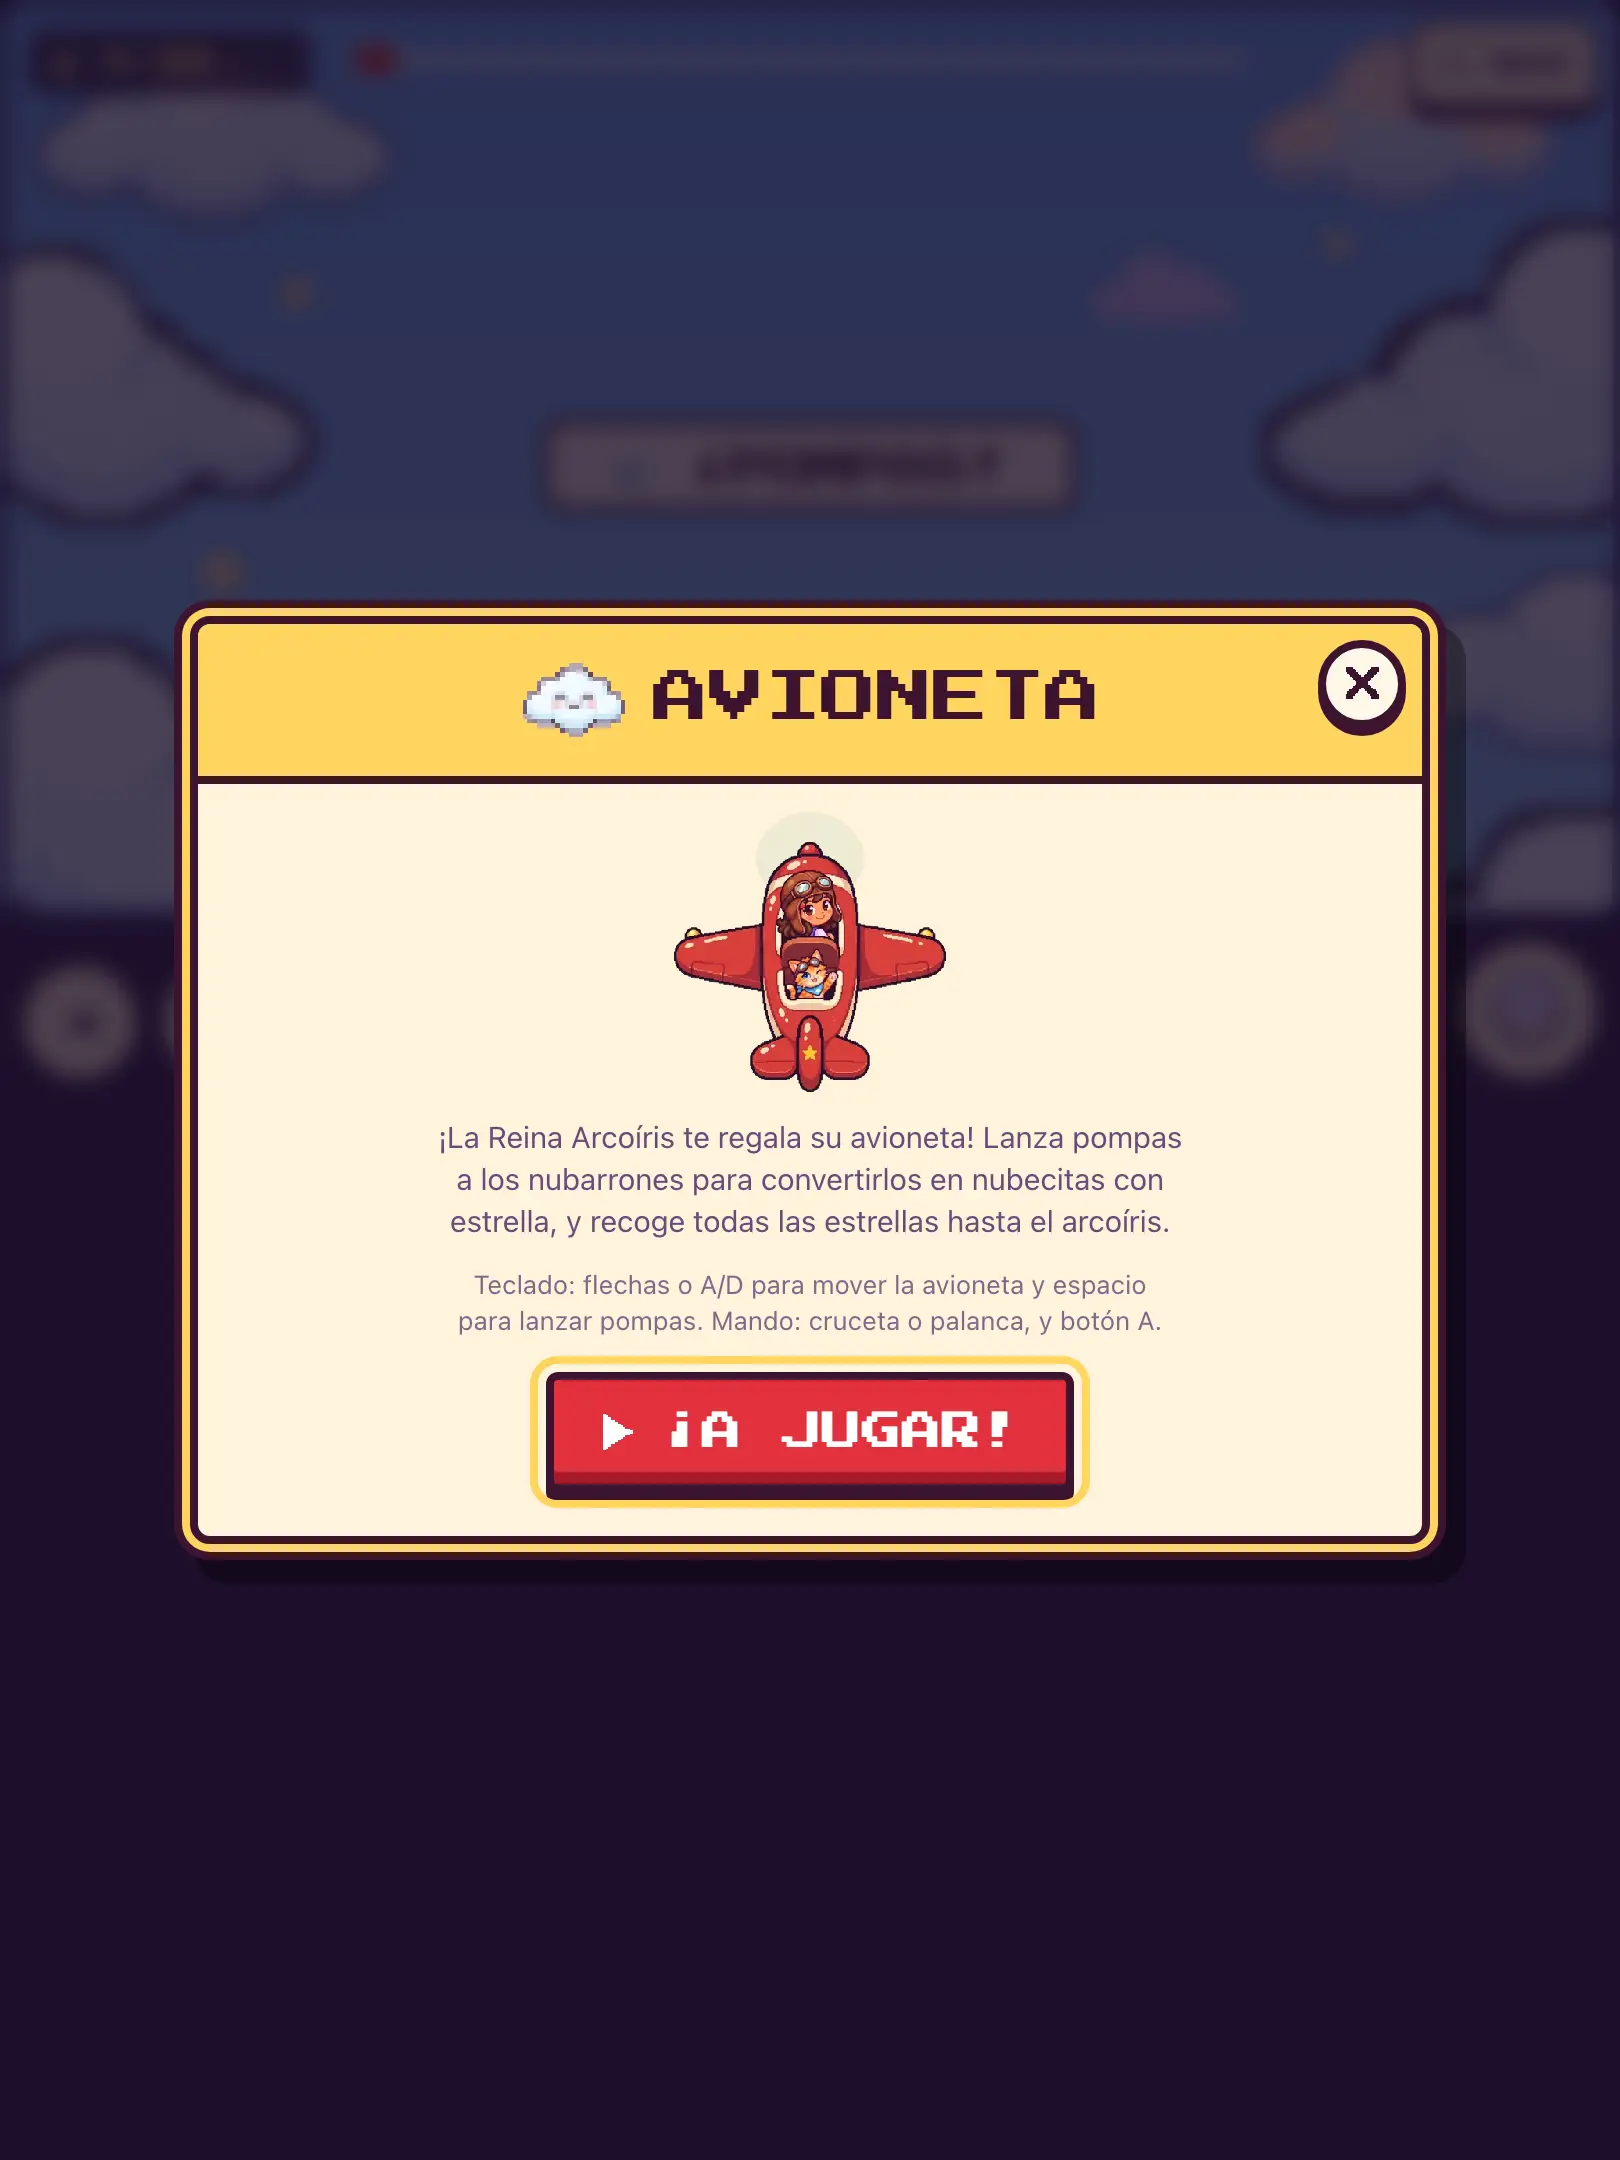 AVIONETA
¡La Reina Arcoíris te regala su avioneta! Lanza pompas
a los nubarrones para convertirlos en nubecitas con
estrella, y recoge todas las estrellas hasta el arcoíris.
Teclado: flechas o A/D para mover la avioneta y espacio
para lanzar pompas. Mando: cruceta o palanca, y botón A.
¡A JUGAR!